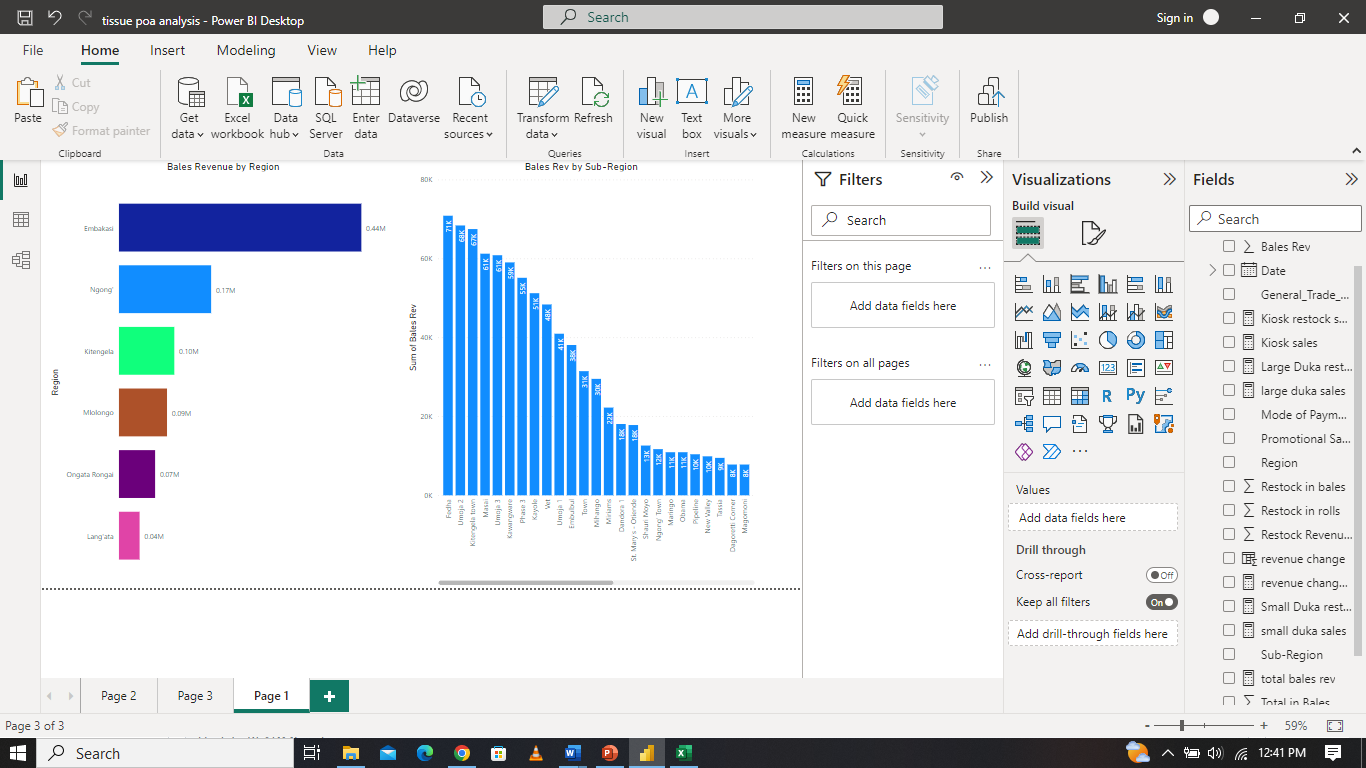 tissue poa analysis - Power BI Desktop
Search
Sign in
File Home Insert Modeling View Help
Paste
Cut
Copy
Format painter
Clipboard
Get data
Excel workbook
Data hub
SQL Server
Enter data
Dataverse
Recent sources
Data
Transform data
Refresh
Queries
New visual
Text box
More visuals
Insert
New measure
Quick measure
Calculations
Sensitivity
Sensitivity
Publish
Share
Bales Revenue by Region
Region
Embakasi 0.44M
Ngong' 0.17M
Kitengela 0.10M
Mlolongo 0.09M
Ongata Rongai 0.07M
Lang'ata 0.04M
Bales Rev by Sub-Region
Sum of Bales Rev
80K
60K
40K
20K
0K
71K 68K 67K 61K 61K 59K 55K 51K 48K 41K 38K 31K 30K 22K 18K 18K 13K 12K 11K 11K 10K 10K 9K 8K 8K
Fedha
Umoja 2
Kitengela town
Masai
Umoja 3
Kawangware
Phase 3
Kayole
Vet
Umoja 1
Embulbul
Town
Mihango
Miriams
Dandora 1
St. Mary's - Oriende
Shauri Moyo
Ngong Town
Maringo
Obama
Pipeline
New Valley
Tassia
Dagoretti Corner
Magomoni
Filters
Search
Filters on this page ...
Add data fields here
Filters on all pages ...
Add data fields here
Visualizations
Build visual
123
R
Py
...
Values
Add data fields here
Drill through
Cross-report Off
Keep all filters On
Add drill-through fields here
Fields
Search
Bales Rev
Date
General_Trade_...
Kiosk restock s...
Kiosk sales
Large Duka rest...
large duka sales
Mode of Paym...
Promotional Sa...
Region
Restock in bales
Restock in rolls
Restock Revenu...
revenue change
revenue chang...
Small Duka rest...
small duka sales
Sub-Region
total bales rev
Total in Bales
Page 2 Page 3 Page 1 +
Page 3 of 3
- + 59%
Search
12:41 PM